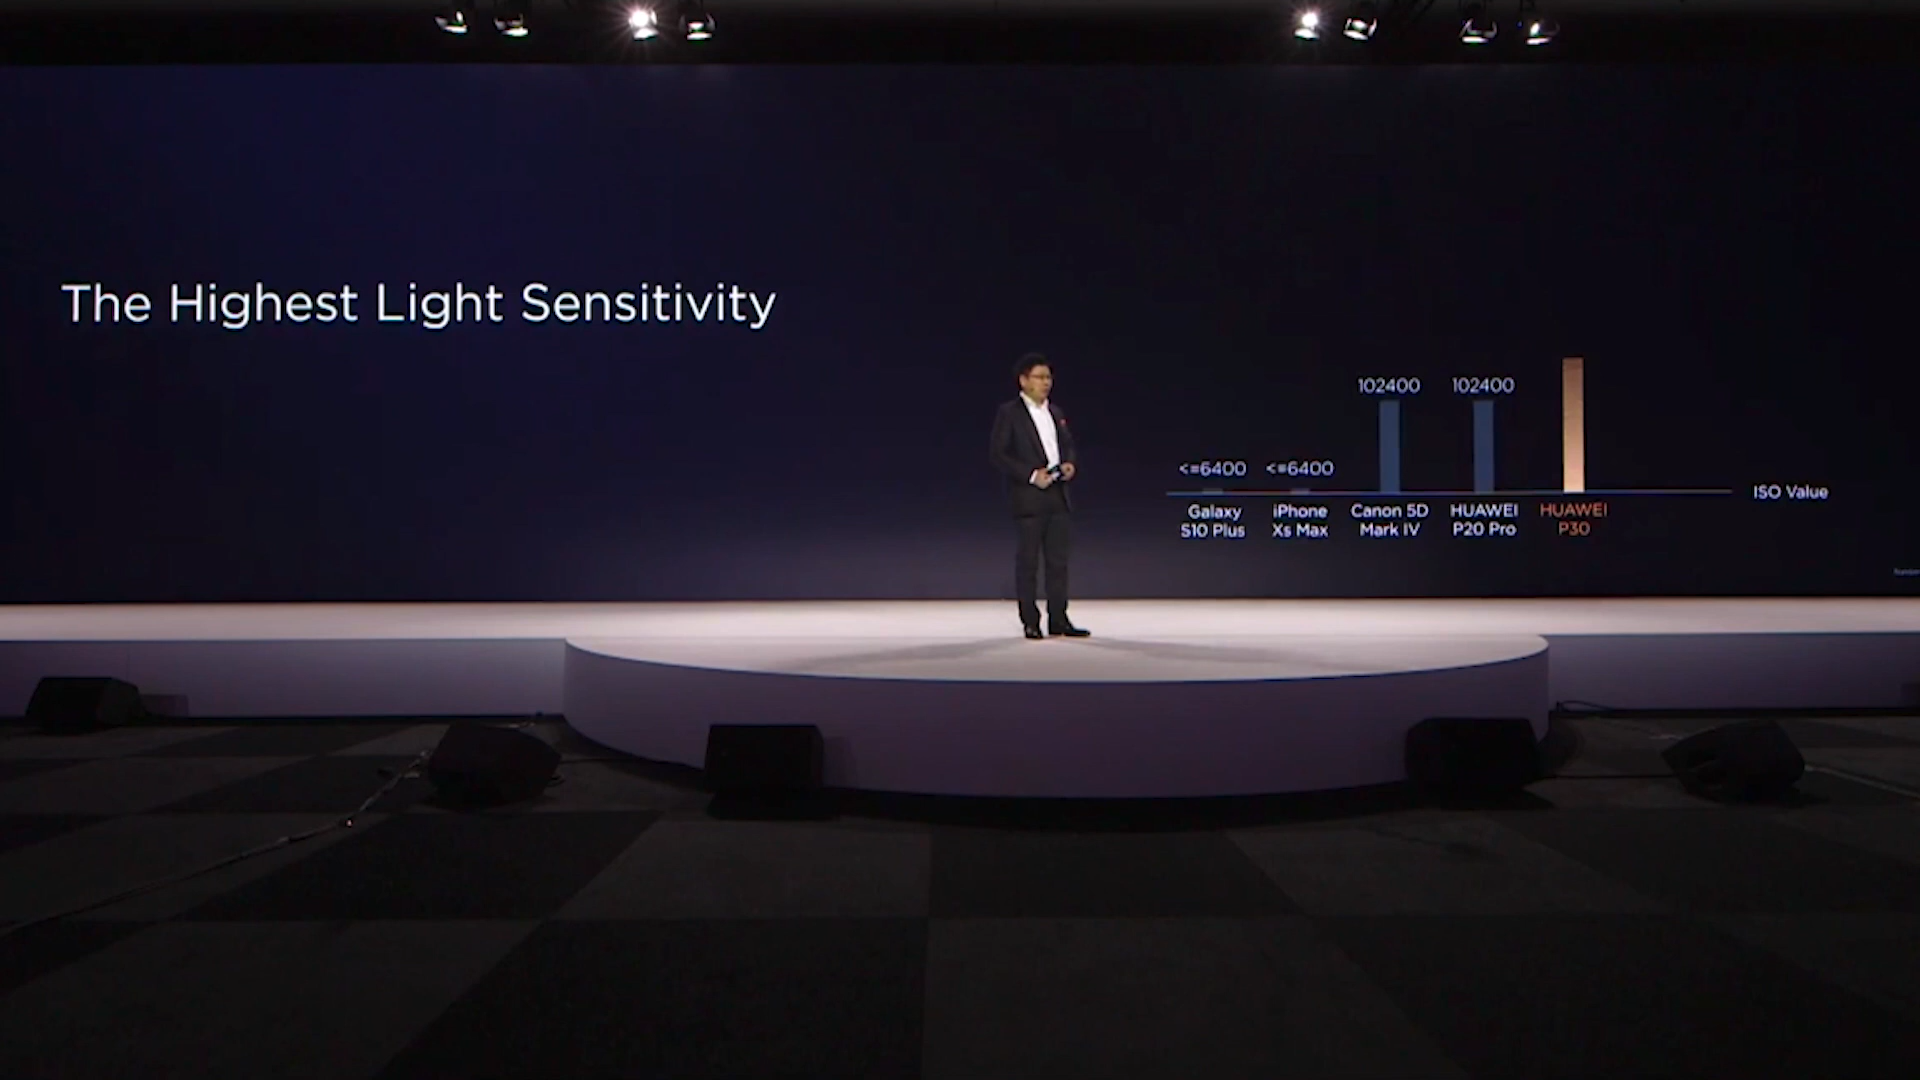 The Highest Light Sensitivity
102400 102400
<=6400 <=6400
ISO Value
Galaxy S10 Plus
iPhone Xs Max
Canon 5D Mark IV
HUAWEI P20 Pro
HUAWEI P30